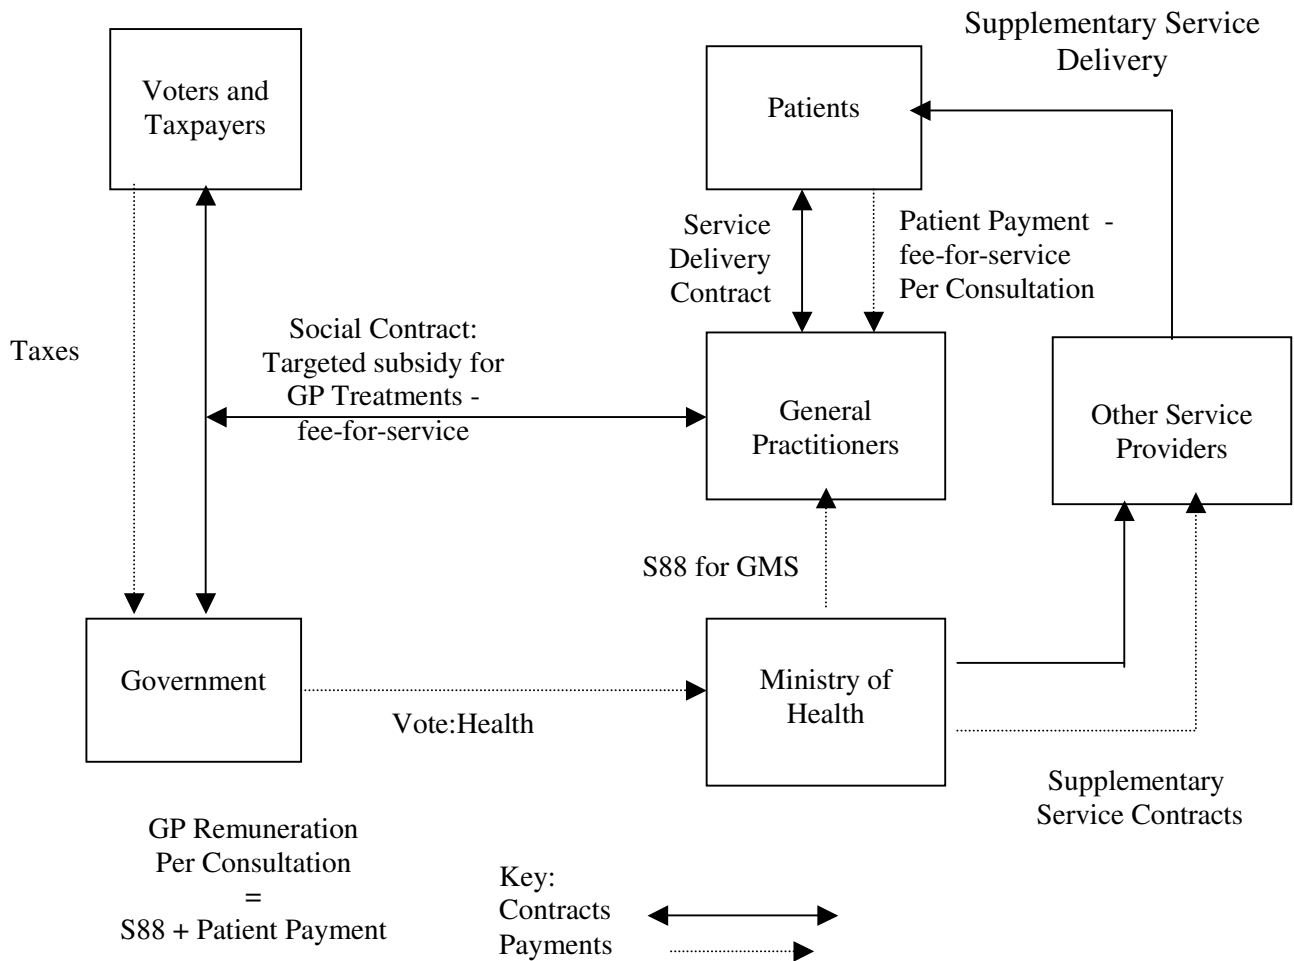 Supplementary Service
Delivery
Voters and
Taxpayers
Patients
Service
Delivery
Contract
Patient Payment -
fee-for-service
Per Consultation
Taxes
Social Contract:
Targeted subsidy for
GP Treatments -
fee-for-service
General
Practitioners
Other Service
Providers
S88 for GMS
Government
Ministry of
Health
Vote:Health
Supplementary
Service Contracts
GP Remuneration
Per Consultation
=
S88 + Patient Payment
Key:
Contracts
Payments